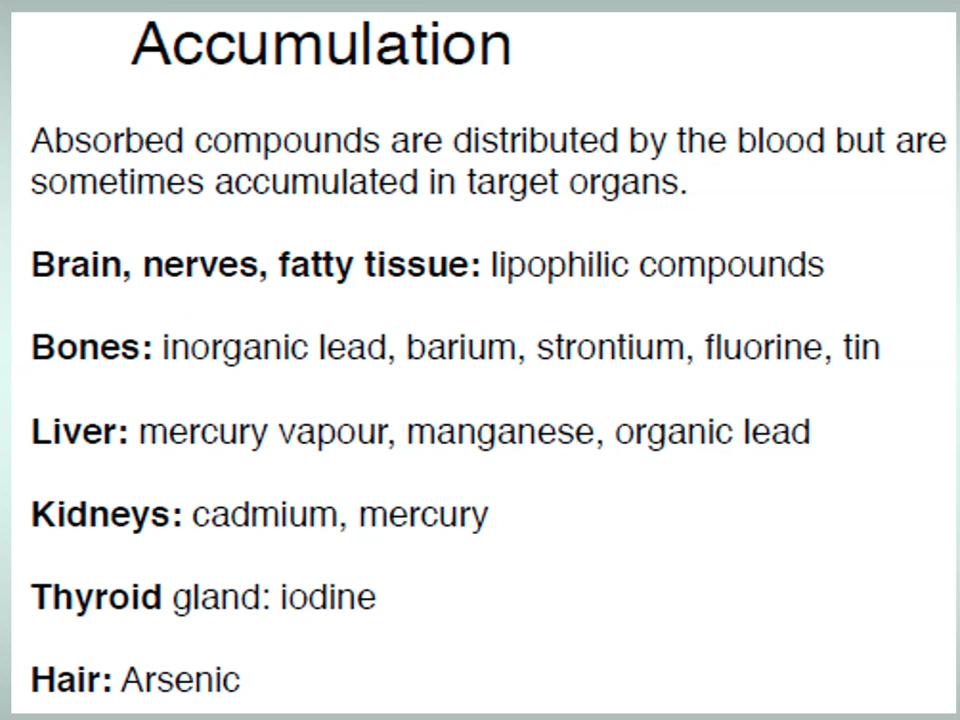 Accumulation
Absorbed compounds are distributed by the blood but are
sometimes accumulated in target organs.
Brain, nerves, fatty tissue: lipophilic compounds
Bones: inorganic lead, barium, strontium, fluorine, tin
Liver: mercury vapour, manganese, organic lead
Kidneys: cadmium, mercury
Thyroid gland: iodine
Hair: Arsenic